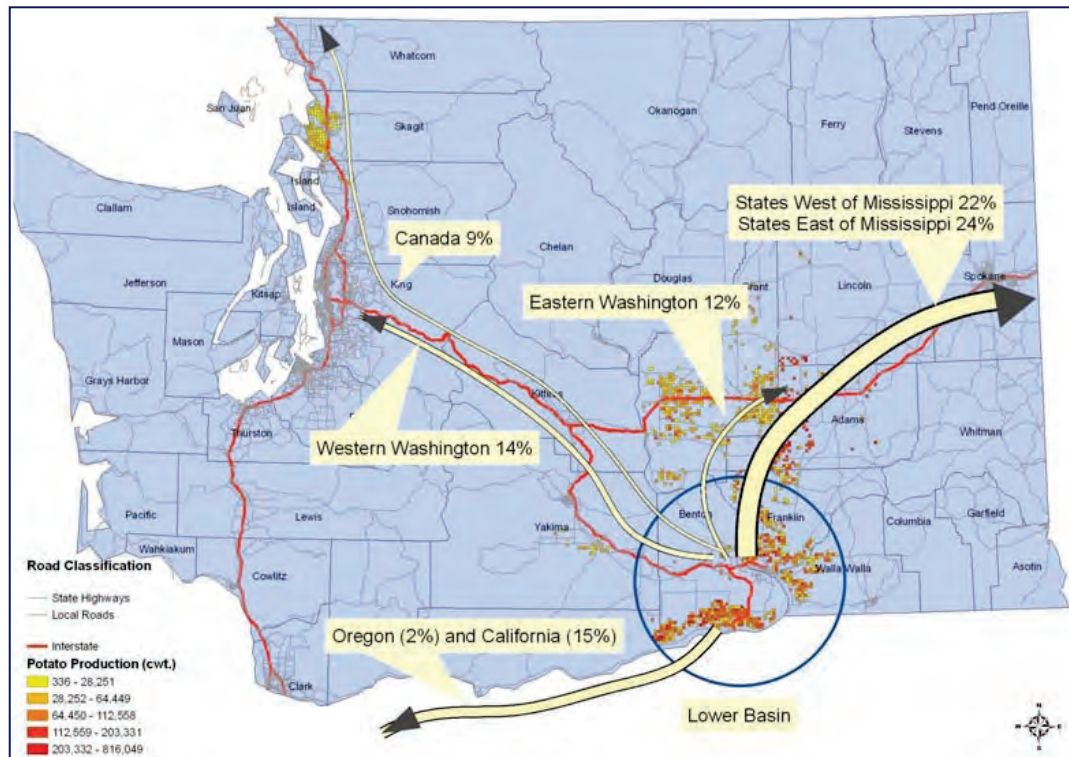 Whatcom
San Juan
Skagit
Okanogan
Ferry
Stevens
Pend Oreille
Island
Island
Clallam
Snohomish
States West of Mississippi 22%
States East of Mississippi 24%
Canada 9%
Chelan
Douglas
Lincoln
Spokane
Jefferson
Kitsap
King
Eastern Washington 12%
Mason
Grays Harbor
Kittitas
Adams
Thurston
Western Washington 14%
Whitman
Pacific
Lewis
Yakima
Benton
Franklin
Columbia
Garfield
Wahkiakum
Walla Walla
Asotin
Cowlitz
Road Classification
State Highways
Local Roads
Interstate
Oregon (2%) and California (15%)
Potato Production (cwt.)
336 - 28,251
28,252 - 64,449
64,450 - 112,558
112,559 - 203,331
203,332 - 816,049
Clark
Lower Basin
N
W
E
S